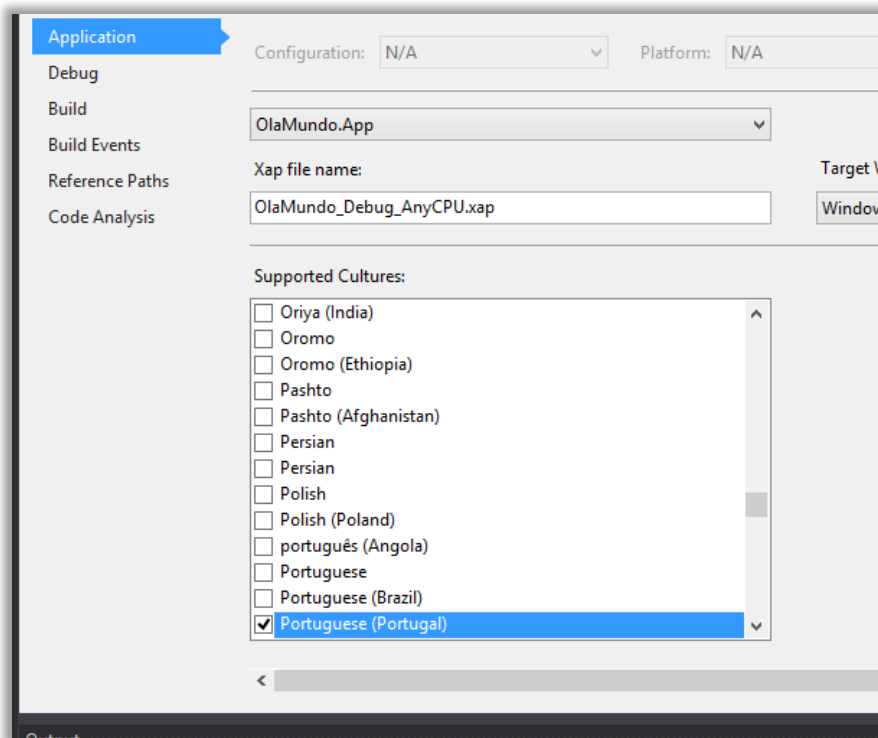 Application
Debug
Build
Build Events
Reference Paths
Code Analysis
Configuration: N/A Platform: N/A
OlaMundo.App
Xap file name:
Target
OlaMundo_Debug_AnyCPU.xap
Supported Cultures:
Oriya (India)
Oromo
Oromo (Ethiopia)
Pashto
Pashto (Afghanistan)
Persian
Persian
Polish
Polish (Poland)
português (Angola)
Portuguese
Portuguese (Brazil)
Portuguese (Portugal)